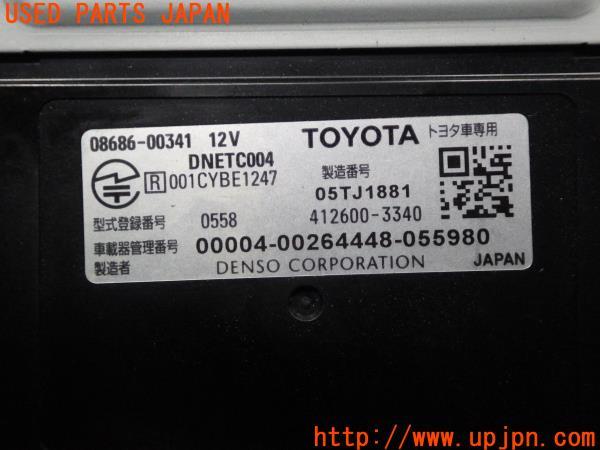 USED PARTS JAPAN
08686-00341 12V
TOYOTA トヨタ車専用
DNETC004
R 001CYBE1247
製造番号
05TJ1881
型式登録番号 0558 412600-3340
車載器管理番号 00004-00264448-055980
製造者 DENSO CORPORATION JAPAN
http://www.upjpn.com/